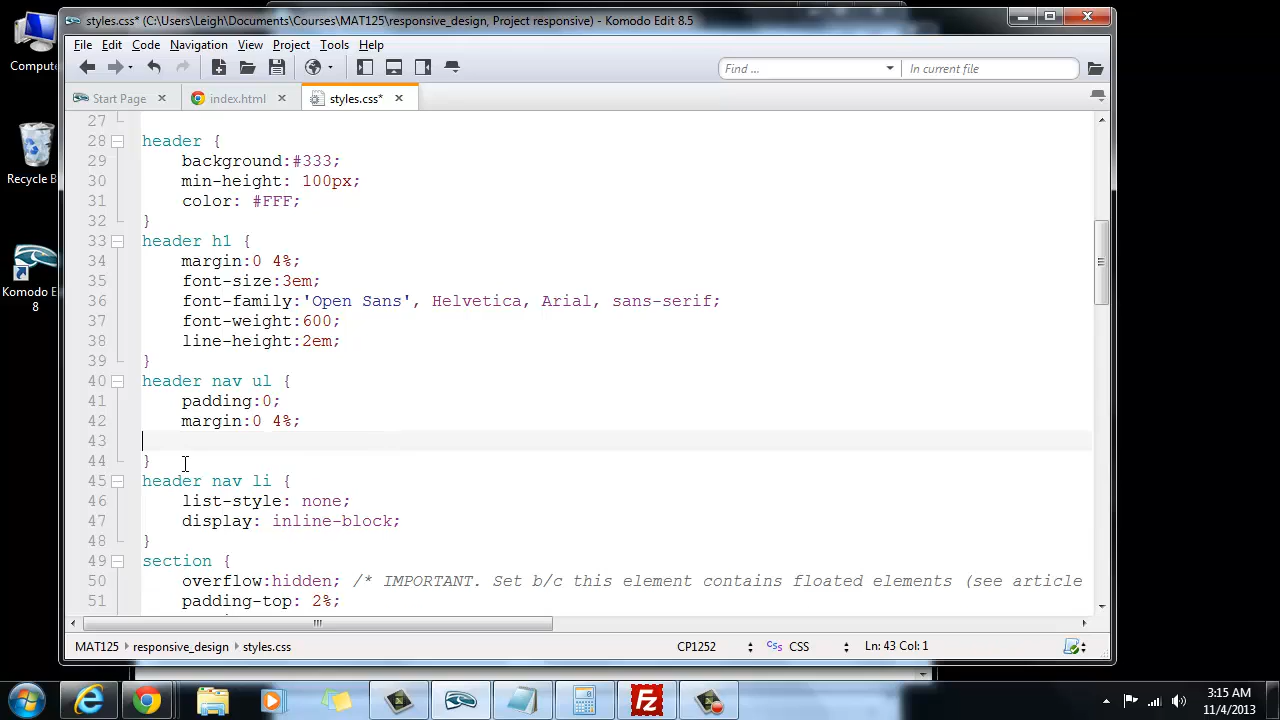 styles.css* (C:\Users\Leigh\Documents\Courses\MAT125\responsive_design, Project responsive) - Komodo Edit 8.5
File Edit Code Navigation View Project Tools Help
Find ... In current file
Start Page index.html styles.css*
27
28 header {
29 background:#333;
30 min-height: 100px;
31 color: #FFF;
32 }
33 header h1 {
34 margin:0 4%;
35 font-size:3em;
36 font-family:'Open Sans', Helvetica, Arial, sans-serif;
37 font-weight:600;
38 line-height:2em;
39 }
40 header nav ul {
41 padding:0;
42 margin:0 4%;
43
44 }
45 header nav li {
46 list-style: none;
47 display: inline-block;
48 }
49 section {
50 overflow:hidden; /* IMPORTANT. Set b/c this element contains floated elements (see article
51 padding-top: 2%;
MAT125 responsive_design styles.css CP1252 CSS CSS Ln: 43 Col: 1
Comput
Recycle B
Komodo E
8
3:15 AM
11/4/2013